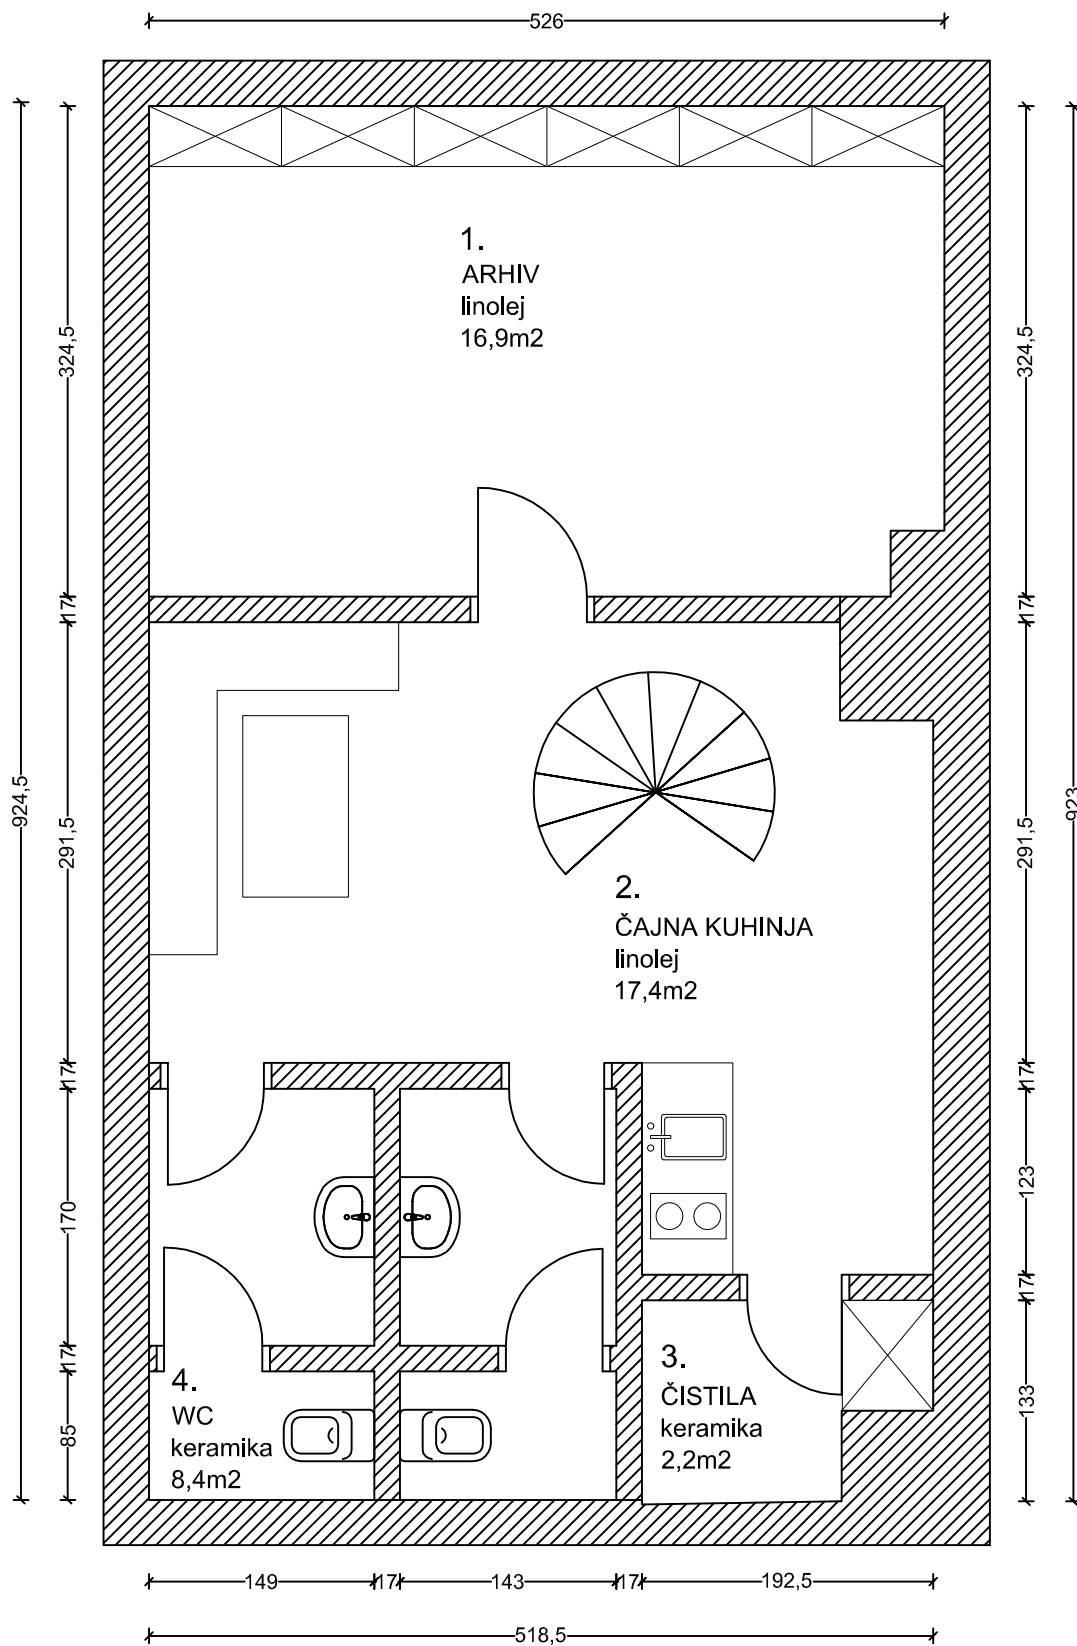 526
1.
ARHIV
linolej
16,9m2
324,5
324,5
17
17
924,5
923
291,5
291,5
2.
ČAJNA KUHINJA
linolej
17,4m2
17
17
170
123
17
17
3.
ČISTILA
keramika
2,2m2
4.
WC
keramika
8,4m2
85
133
149
17
143
17
192,5
518,5